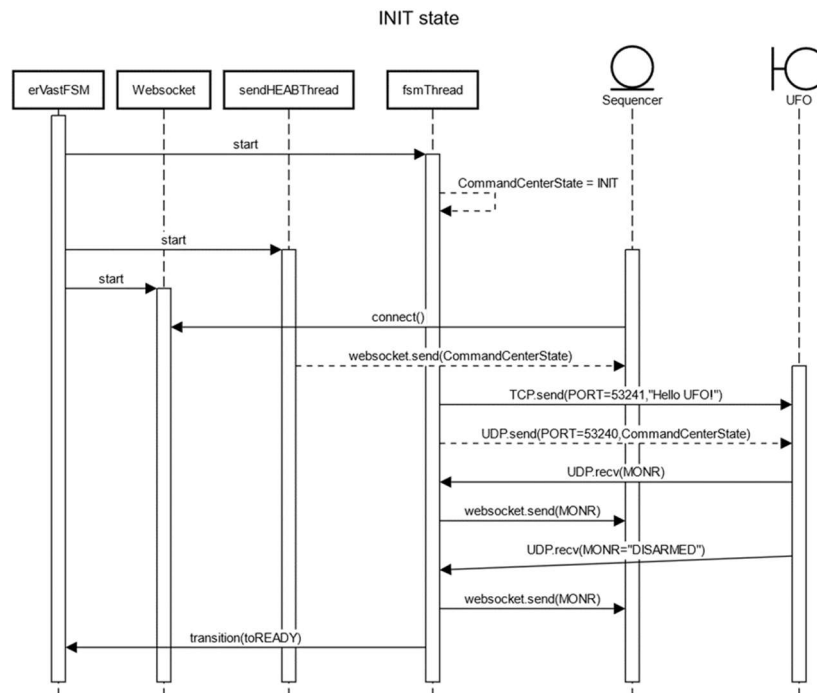 INIT state
erVastFSM
Websocket
sendHEABThread
fsmThread
Sequencer
UFO
start
CommandCenterState = INIT
start
start
connect()
websocket.send(CommandCenterState)
TCP.send(PORT=53241,"Hello UFO!")
UDP.send(PORT=53240,CommandCenterState)
UDP.recv(MONR)
websocket.send(MONR)
UDP.recv(MONR="DISARMED")
websocket.send(MONR)
transition(toREADY)